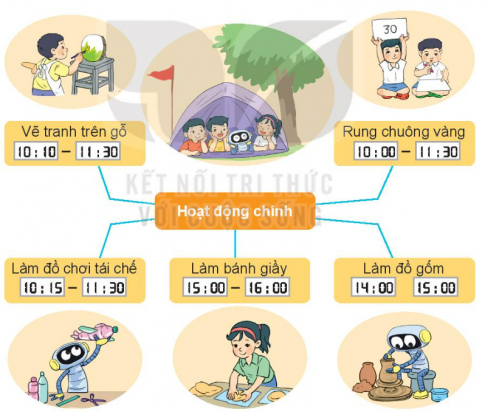 30
Vẽ tranh trên gỗ
10:10 – 11:30
Rung chuông vàng
10:00 – 11:30
KẾT NỐI TRI THỨC
VỚI CUỘC SỐNG
Hoạt động chính
Làm đồ chơi tái chế
10:15 – 11:30
Làm bánh giầy
15:00 – 16:00
Làm đồ gốm
14:00 15:00